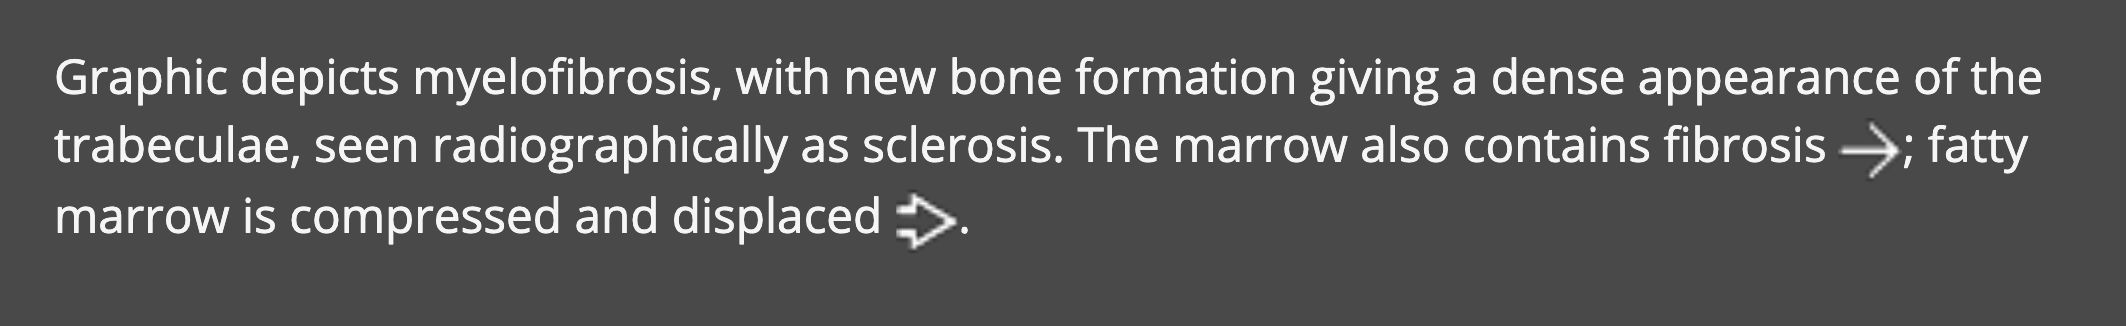 Graphic depicts myelofibrosis, with new bone formation giving a dense appearance of the
trabeculae, seen radiographically as sclerosis. The marrow also contains fibrosis →; fatty
marrow is compressed and displaced ⇨.